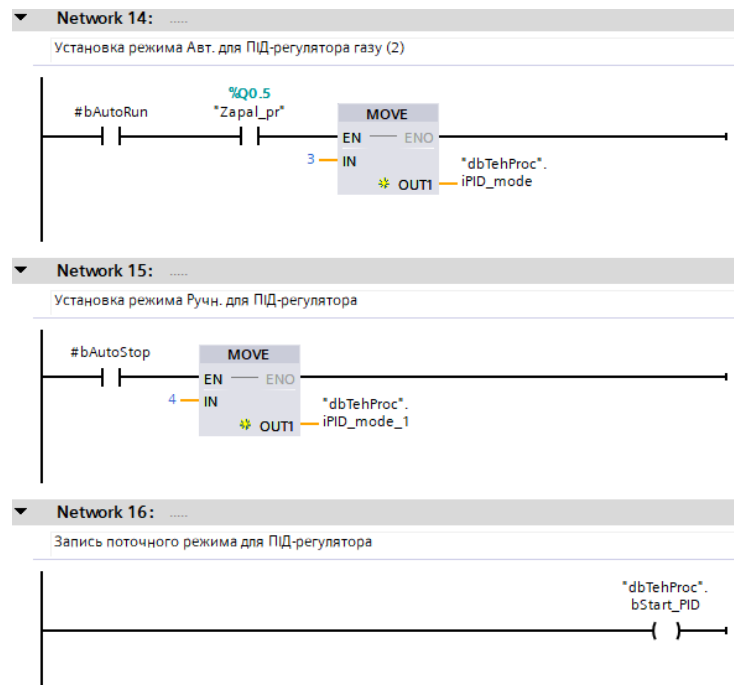 Network 14: .....
Установка режима Авт. для ПІД-регулятора газу (2)
%Q0.5
#bAutoRun "Zapal_pr" MOVE
EN ENO
3 IN "dbTehProc".
OUT1 iPID_mode
Network 15: .....
Установка режима Ручн. для ПІД-регулятора
#bAutoStop MOVE
EN ENO
4 IN "dbTehProc".
OUT1 iPID_mode_1
Network 16: .....
Запись поточного режима для ПІД-регулятора
"dbTehProc".
bStart_PID